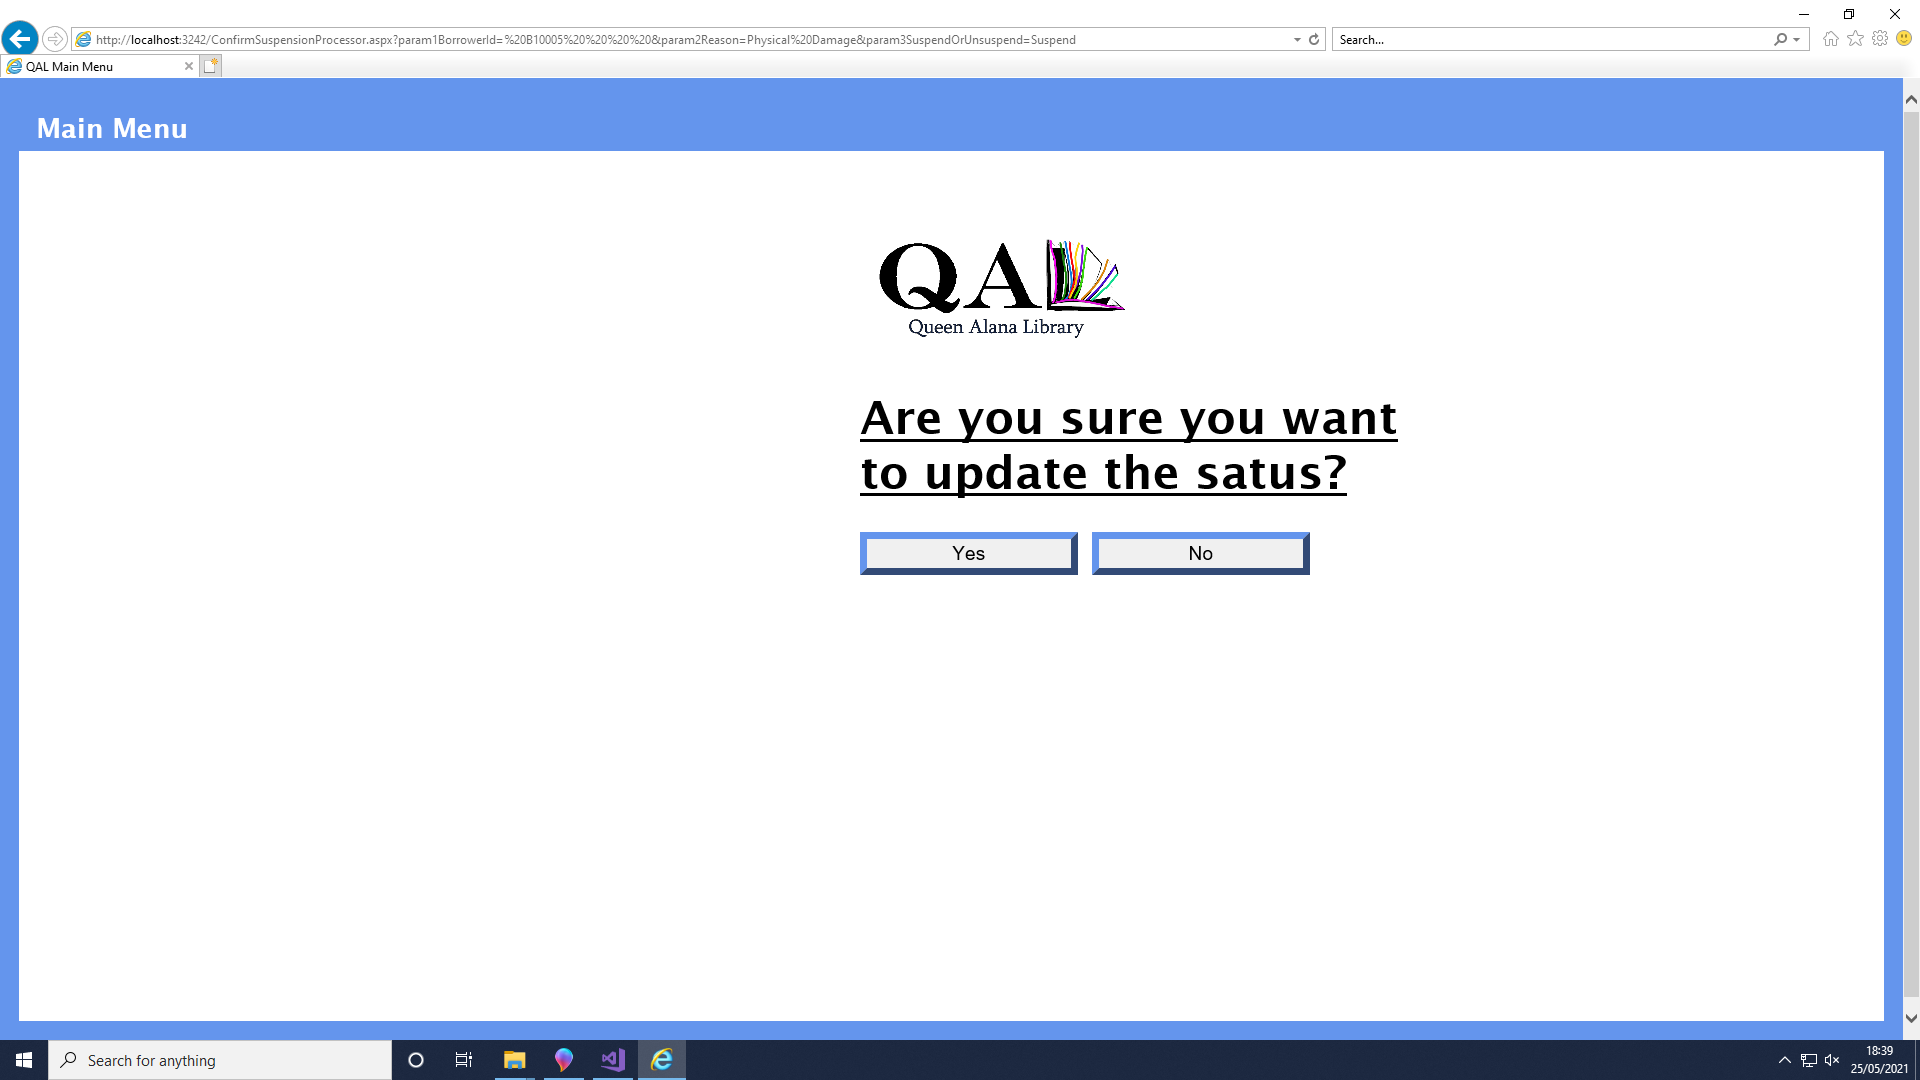 http://localhost:3242/ConfirmSuspensionProcessor.aspx?param1BorrowerId=%20B10005%20%20%20%20&param2Reason=Physical%20Damage&param3SuspendOrUnsuspend=Suspend
Search...
QAL Main Menu
Main Menu
QAL
Queen Alana Library
Are you sure you want
to update the satus?
Yes
No
Search for anything
18:39
25/05/2021